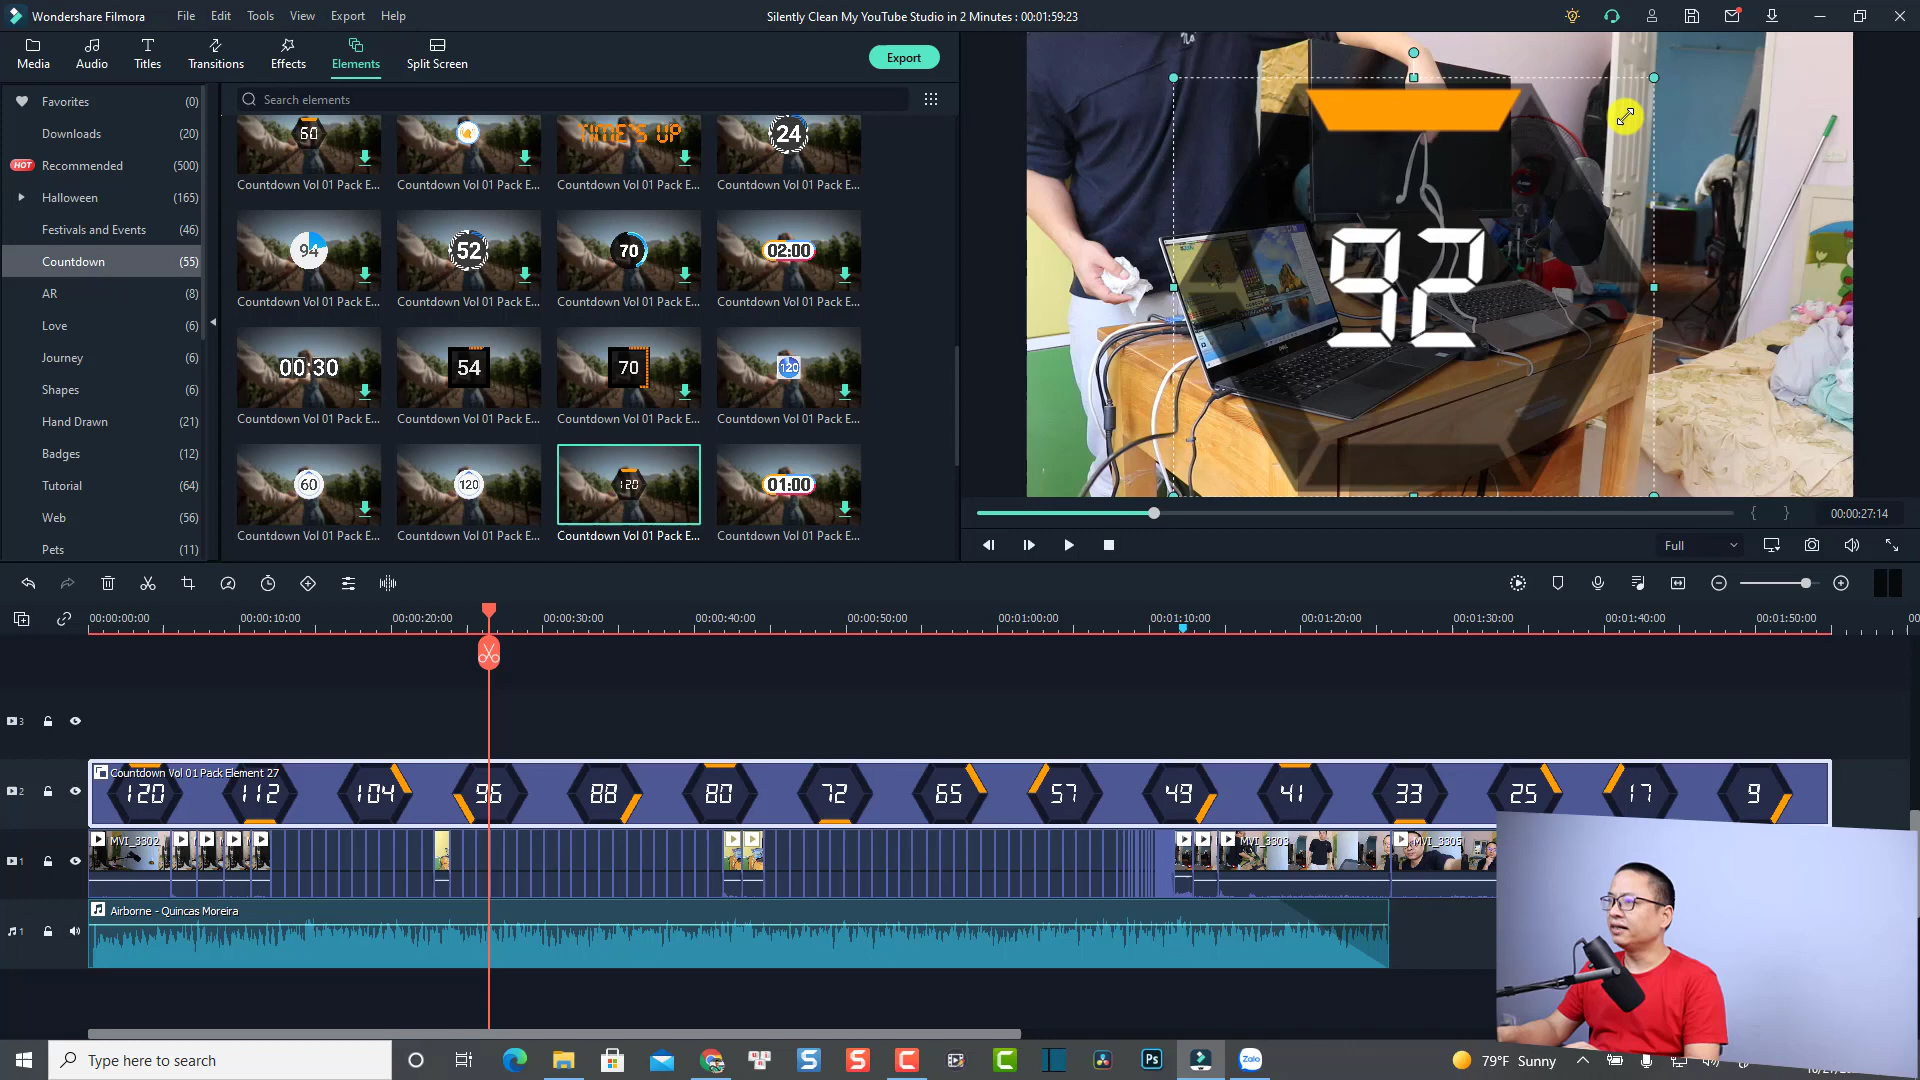 Wondershare Filmora
File Edit Tools View Export Help
Silently Clean My YouTube Studio in 2 Minutes : 00:01:59:23
Media Audio Titles Transitions Effects Elements Split Screen
Export
Search elements
Favorites (0)
Downloads (20)
HOT Recommended (500)
Halloween (165)
Festivals and Events (46)
Countdown (55)
AR (8)
Love (6)
Journey (6)
Shapes (6)
Hand Drawn (21)
Badges (12)
Tutorial (64)
Web (56)
Pets (11)
60 TIME'S UP 24
Countdown Vol 01 Pack E... Countdown Vol 01 Pack E... Countdown Vol 01 Pack E... Countdown Vol 01 Pack E...
94 52 70 02:00
Countdown Vol 01 Pack E... Countdown Vol 01 Pack E... Countdown Vol 01 Pack E... Countdown Vol 01 Pack E...
00:30 54 70 120
Countdown Vol 01 Pack E... Countdown Vol 01 Pack E... Countdown Vol 01 Pack E... Countdown Vol 01 Pack E...
60 120 120 01:00
Countdown Vol 01 Pack E... Countdown Vol 01 Pack E... Countdown Vol 01 Pack E... Countdown Vol 01 Pack E...
92
DELL
{ } 00:00:27:14
Full
00:00:00:00 00:00:10:00 00:00:20:00 00:00:30:00 00:00:40:00 00:00:50:00 00:01:00:00 00:01:10:00 00:01:20:00 00:01:30:00 00:01:40:00 00:01:50:00 00
3
2
Countdown Vol 01 Pack Element 27
120 112 104 96 88 80 72 65 57 49 41 33 25 17 9
1
MVI_3302 MVI_3303 MVI_3305
1
Airborne - Quincas Moreira
Type here to search
S S C C Ps Zalo
79°F Sunny